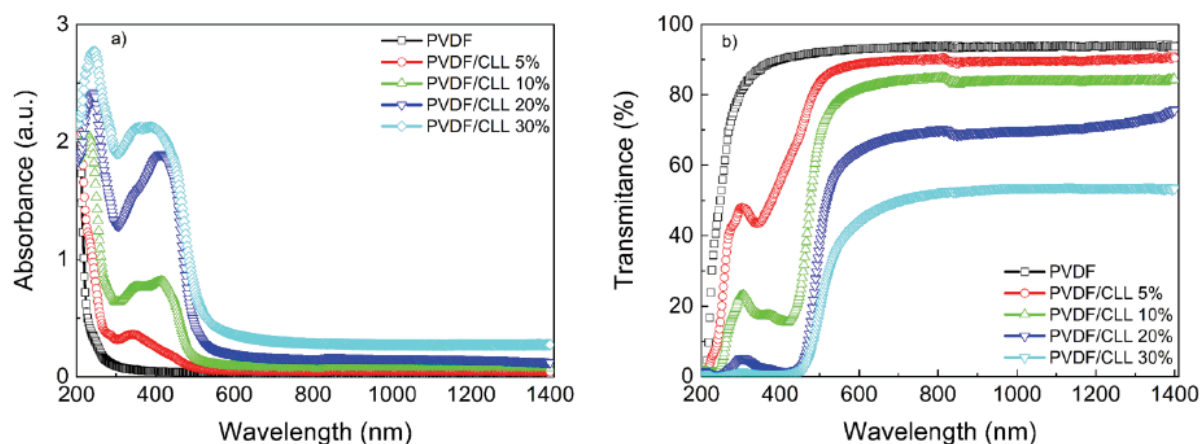 a)
3
2
1
0
Absorbance (a.u.)
PVDF
PVDF/CLL 5%
PVDF/CLL 10%
PVDF/CLL 20%
PVDF/CLL 30%
200 400 600 800 1000 1200 1400
Wavelength (nm)
b)
100
80
60
40
20
0
Transmitance (%)
PVDF
PVDF/CLL 5%
PVDF/CLL 10%
PVDF/CLL 20%
PVDF/CLL 30%
200 400 600 800 1000 1200 1400
Wavelength (nm)